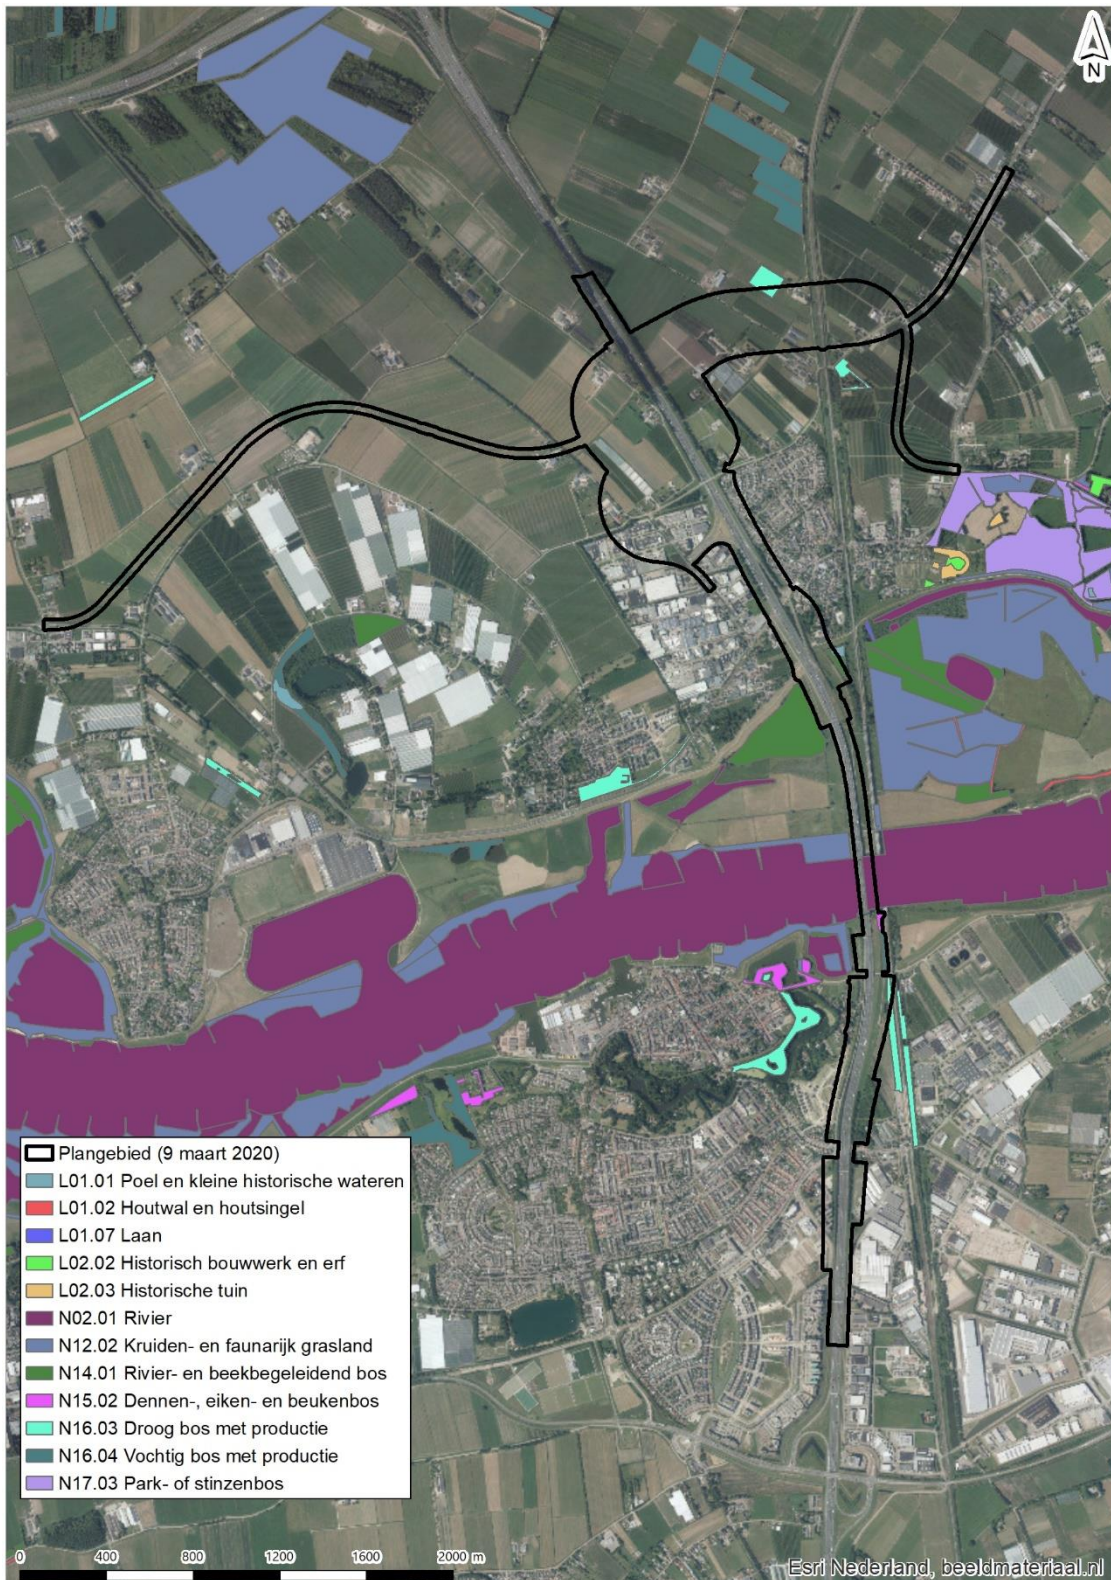 N
Plangebied (9 maart 2020)
L01.01 Poel en kleine historische wateren
L01.02 Houtwal en houtsingel
L01.07 Laan
L02.02 Historisch bouwwerk en erf
L02.03 Historische tuin
N02.01 Rivier
N12.02 Kruiden- en faunarijk grasland
N14.01 Rivier- en beekbegeleidend bos
N15.02 Dennen-, eiken- en beukenbos
N16.03 Droog bos met productie
N16.04 Vochtig bos met productie
N17.03 Park- of stinzenbos
0 400 800 1200 1600 2000 m
Esri Nederland, beeldmateriaal.nl